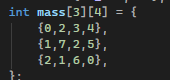 int mass[3][4] = {
    {0,2,3,4},
    {1,7,2,5},
    {2,1,6,0}
};